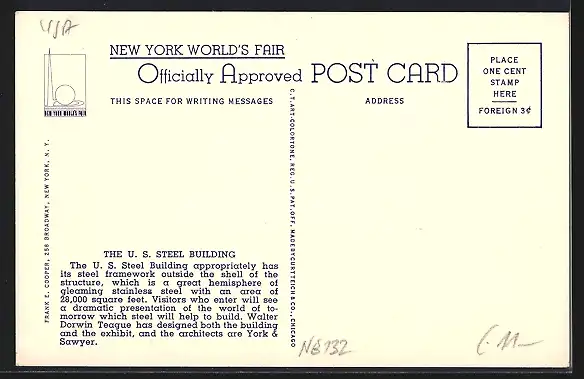 USA
NEW YORK WORLD'S FAIR
Officially Approved POST CARD
THIS SPACE FOR WRITING MESSAGES
ADDRESS
PLACE
ONE CENT
STAMP
HERE
FOREIGN 3¢
NEW YORK WORLD'S FAIR
FRANK E. COOPER, 258 BROADWAY, NEW YORK, N. Y.
C.T. ART-COLORTONE, REG. U.S. PAT. OFF. MADE BY CURT TEICH & CO., CHICAGO
THE U. S. STEEL BUILDING
The U. S. Steel Building appropriately has
its steel framework outside the shell of the
structure, which is a great hemisphere of
gleaming stainless steel with an area of
28,000 square feet. Visitors who enter will see
a dramatic presentation of the world of to-
morrow which steel will help to build. Walter
Dorwin Teague has designed both the building
and the exhibit, and the architects are York &
Sawyer.
NB132